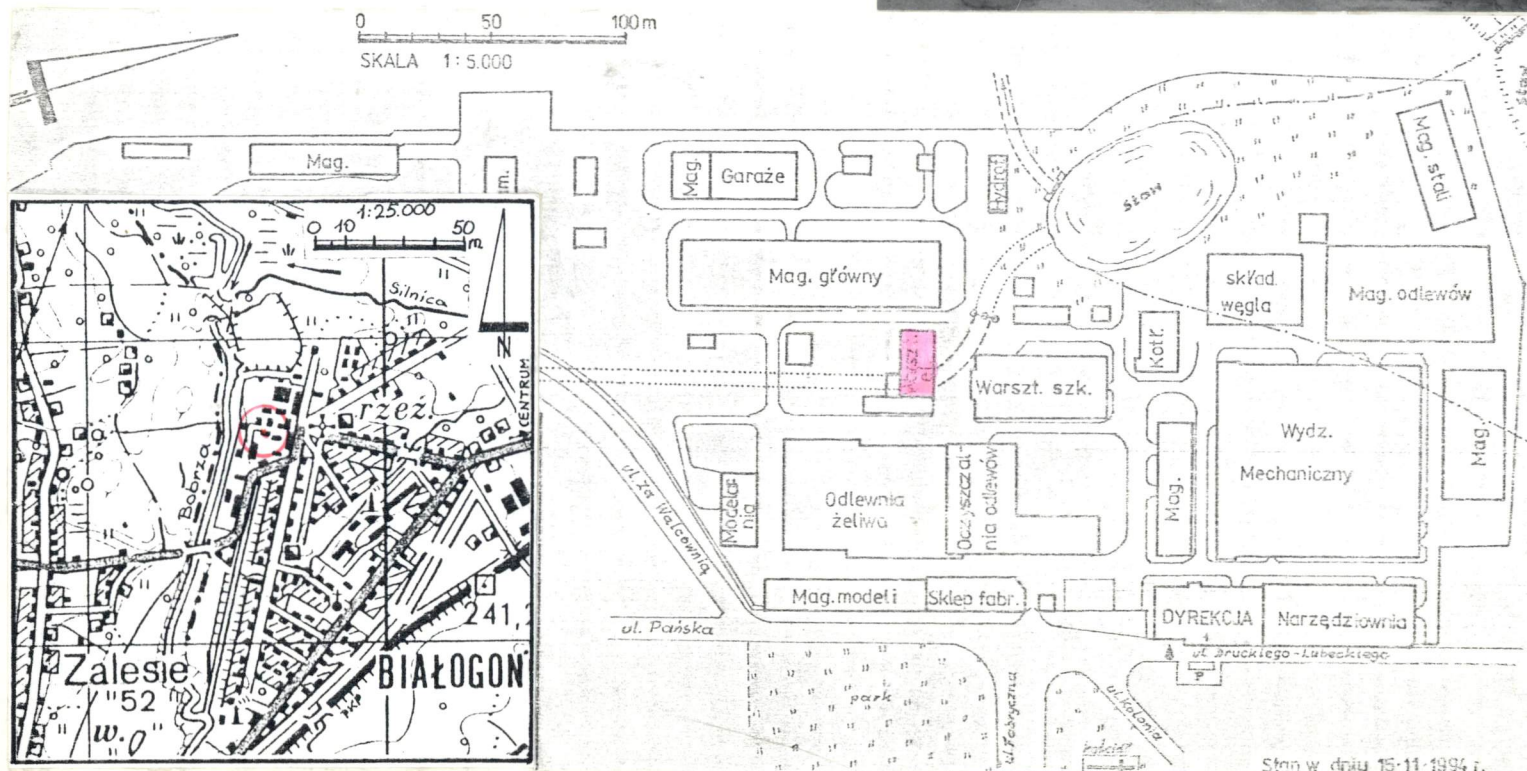 0 50 100 m
SKALA 1 : 5.000
Mag.
m.
Mag.
Garaże
Hydrof.
Staw
Staw
Mag. stali
Mag. główny
skład.
węgla
Mag. odlewów
Kotł.
Warszt. szk.
Wydz.
Mechaniczny
Mag.
Mag.
Modelar-
nia
Odlewnia
żeliwa
Oczyszczal-
nia odlewów
ul. Za Walcownią
Mag. modeli
Sklep fabr.
DYREKCJA
Narzędziownia
ul. Pańska
ul. Druckiego-Lubeckiego
P
park
ul. Fabryczna
ul. Kolonia
kościół
Stan w dniu 15-11-1994 r.
1:25.000
0 10 50
m
Silnica
N
CENTRUM
rzeź.
Bobrza
241,2
Zalesie
52
BIAŁOGON
w.
PKP